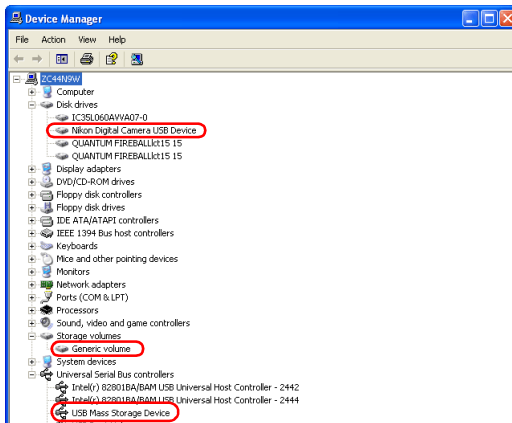 Device Manager
File Action View Help
ZC44N9W
Computer
Disk drives
IC35L060AVVA07-0
Nikon Digital Camera USB Device
QUANTUM FIREBALLlct15 15
QUANTUM FIREBALLlct15 15
Display adapters
DVD/CD-ROM drives
Floppy disk controllers
Floppy disk drives
IDE ATA/ATAPI controllers
IEEE 1394 Bus host controllers
Keyboards
Mice and other pointing devices
Monitors
Network adapters
Ports (COM & LPT)
Processors
Sound, video and game controllers
Storage volumes
Generic volume
System devices
Universal Serial Bus controllers
Intel(r) 82801BA/BAM USB Universal Host Controller - 2442
Intel(r) 82801BA/BAM USB Universal Host Controller - 2444
USB Mass Storage Device